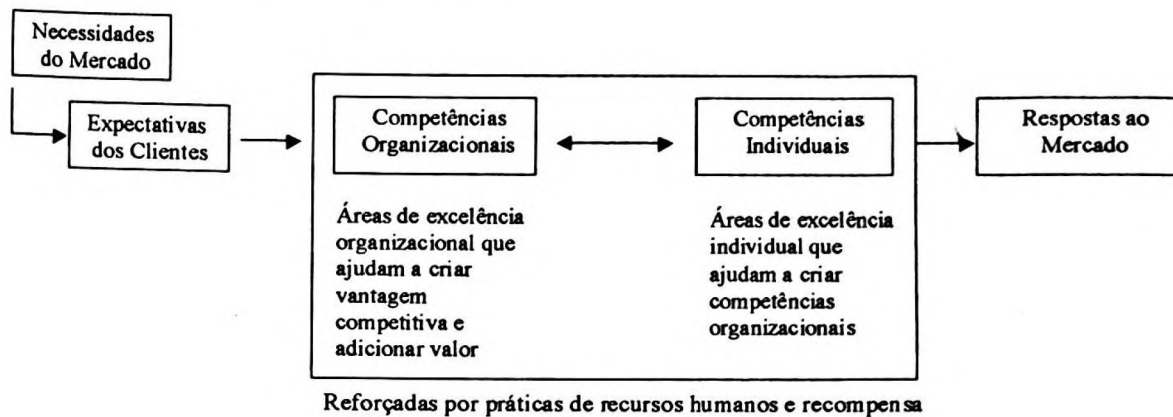 Necessidades
do Mercado
Expectativas
dos Clientes
Competências
Organizacionais
Áreas de excelência
organizacional que
ajudam a criar
vantagem
competitiva e
adicionar valor
Competências
Individuais
Áreas de excelência
individual que
ajudam a criar
competências
organizacionais
Respostas ao
Mercado
Reforçadas por práticas de recursos humanos e recompensa